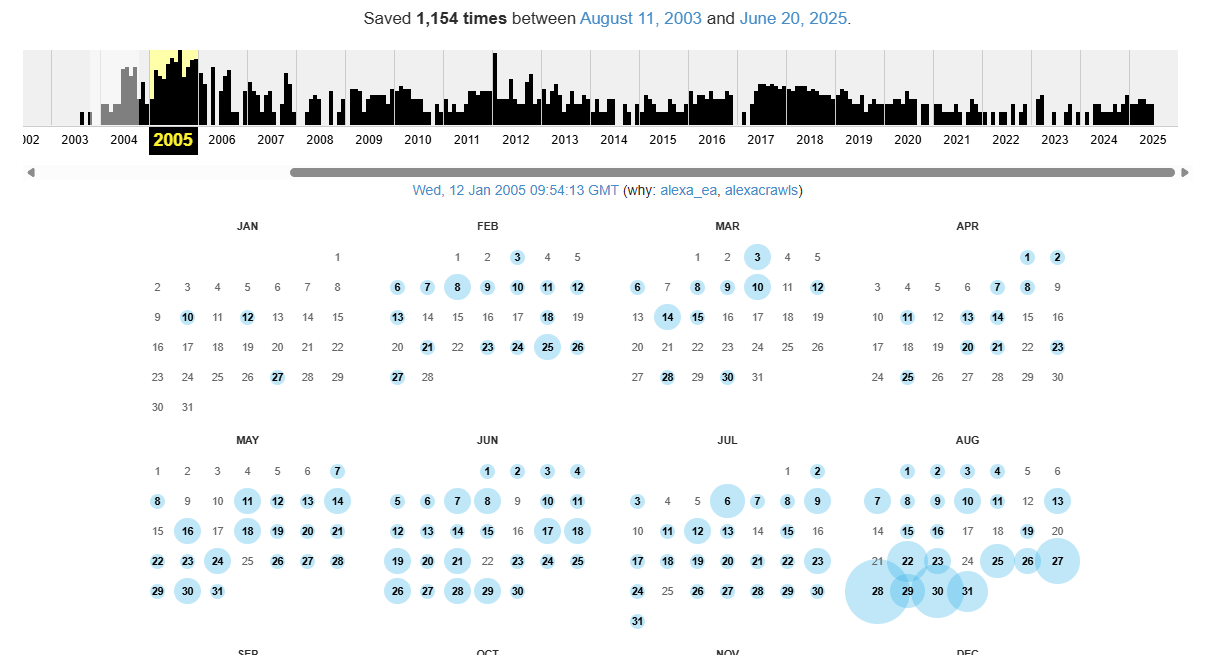 Saved 1,154 times between August 11, 2003 and June 20, 2025.
002 2003 2004 2005 2006 2007 2008 2009 2010 2011 2012 2013 2014 2015 2016 2017 2018 2019 2020 2021 2022 2023 2024 2025
Wed, 12 Jan 2005 09:54:13 GMT (why: alexa_ea, alexacrawls)
JAN FEB MAR APR
1 1 2 3 4 5 1 2 3 4 5 1 2
2 3 4 5 6 7 8 6 7 8 9 10 11 12 6 7 8 9 10 11 12 3 4 5 6 7 8 9
9 10 11 12 13 14 15 13 14 15 16 17 18 19 13 14 15 16 17 18 19 10 11 12 13 14 15 16
16 17 18 19 20 21 22 20 21 22 23 24 25 26 20 21 22 23 24 25 26 17 18 19 20 21 22 23
23 24 25 26 27 28 29 27 28 27 28 29 30 31 24 25 26 27 28 29 30
30 31
MAY JUN JUL AUG
1 2 3 4 5 6 7 1 2 3 4 1 2 1 2 3 4 5 6
8 9 10 11 12 13 14 5 6 7 8 9 10 11 3 4 5 6 7 8 9 7 8 9 10 11 12 13
15 16 17 18 19 20 21 12 13 14 15 16 17 18 10 11 12 13 14 15 16 14 15 16 17 18 19 20
22 23 24 25 26 27 28 19 20 21 22 23 24 25 17 18 19 20 21 22 23 21 22 23 24 25 26 27
29 30 31 26 27 28 29 30 24 25 26 27 28 29 30 28 29 30 31
31
SEP OCT NOV DEC